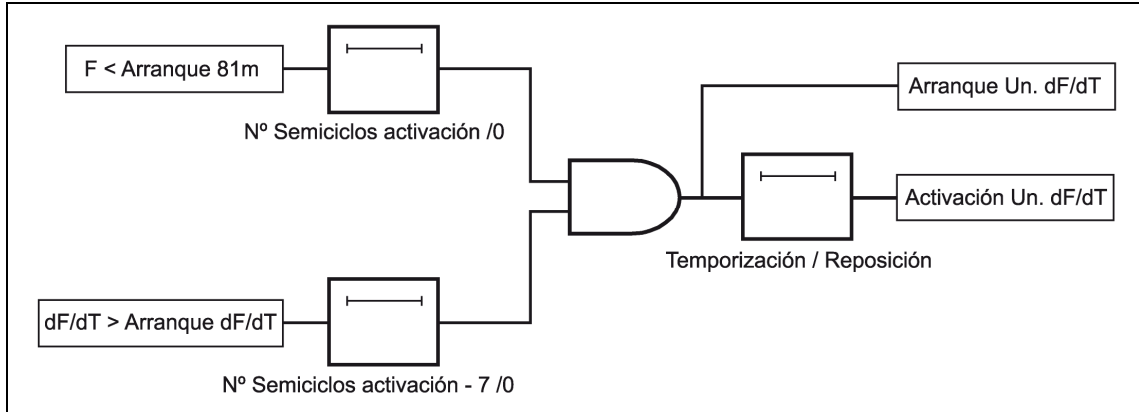 F < Arranque 81m
Nº Semiciclos activación /0
Arranque Un. dF/dT
Activación Un. dF/dT
Temporización / Reposición
dF/dT > Arranque dF/dT
Nº Semiciclos activación - 7 /0